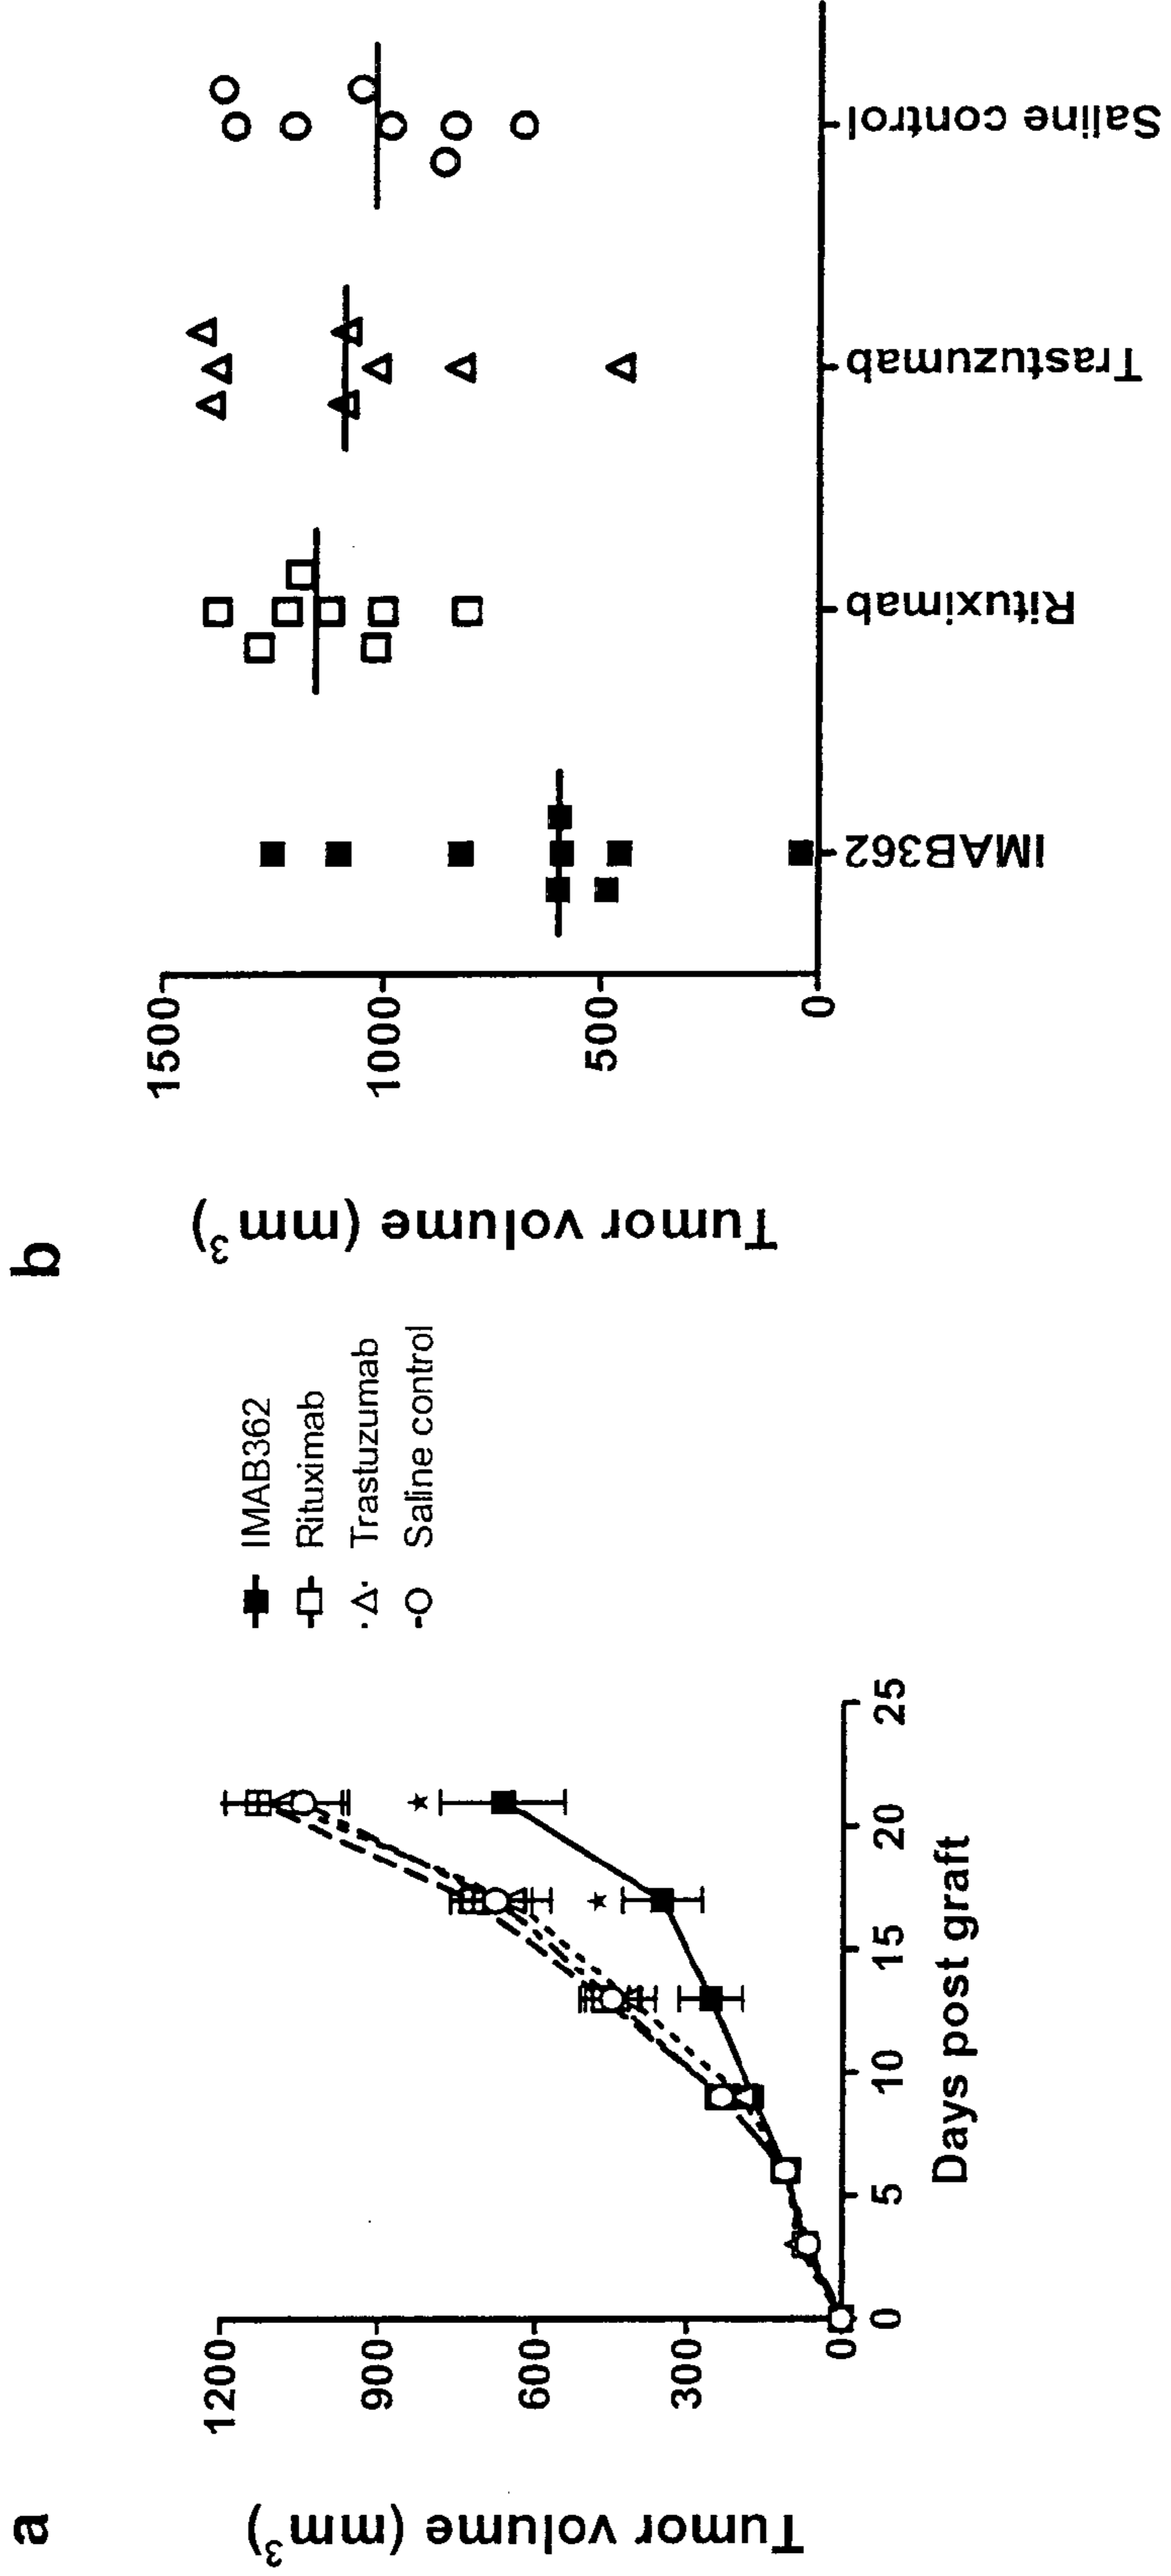 a
Tumor volume (mm3)
1200
900
600
300
0
0
5
10
15
20
25
Days post graft
IMAB362
Rituximab
Trastuzumab
Saline control
b
Tumor volume (mm3)
1500
1000
500
0
IMAB362
Rituximab
Trastuzumab
Saline control